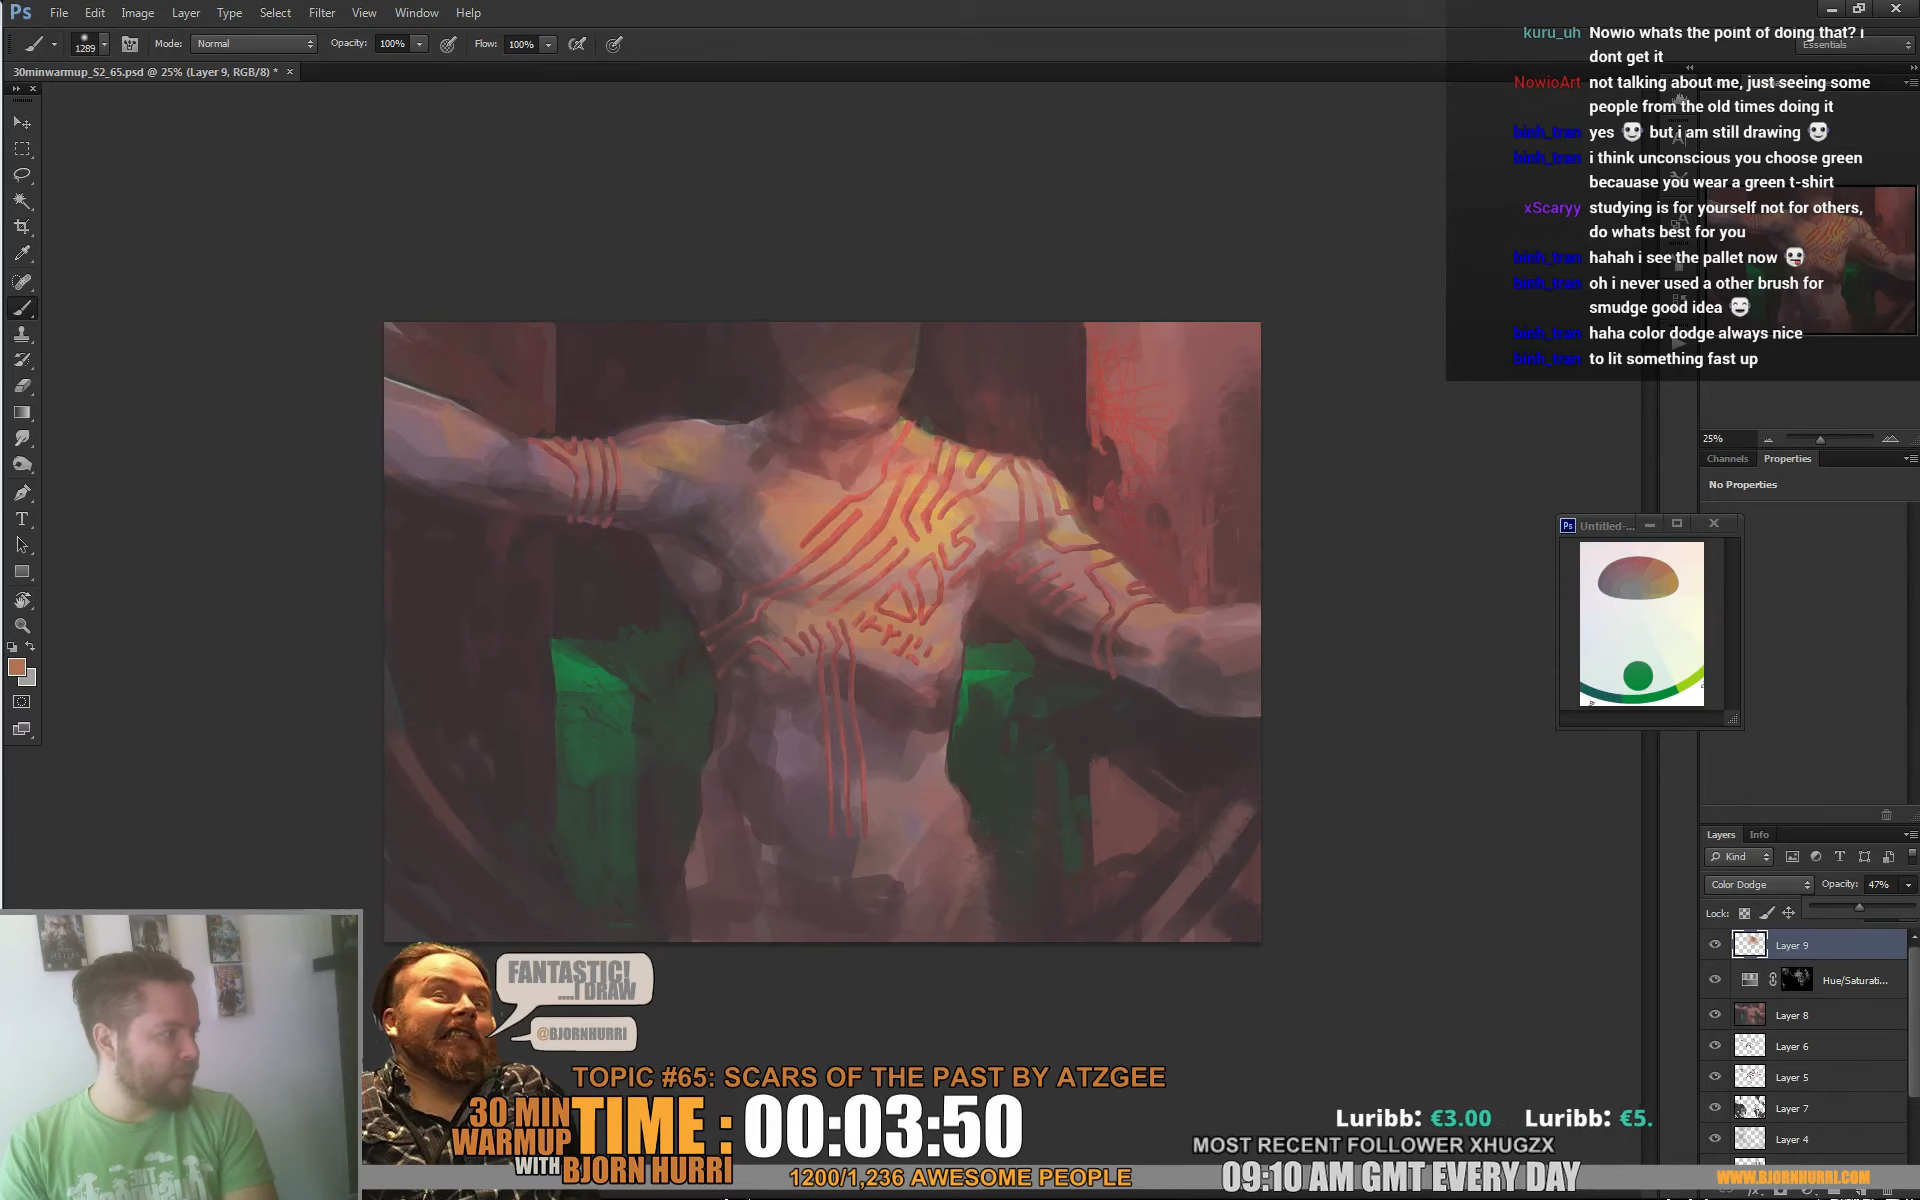 Ps File Edit Image Layer Type Select Filter View Window Help
1289 Mode: Normal Opacity: 100% Flow: 100%
Essentials
30minwarmup_S2_65.psd @ 25% (Layer 9, RGB/8) *
kuru_uh Nowio whats the point of doing that? i
dont get it
NowioArt not talking about me, just seeing some
people from the old times doing it
binh_tran yes but i am still drawing
binh_tran i think unconscious you choose green
becauase you wear a green t-shirt
xScaryy studying is for yourself not for others,
do whats best for you
binh_tran hahah i see the pallet now
binh_tran oh i never used a other brush for
smudge good idea
binh_tran haha color dodge always nice
binh_tran to lit something fast up
25%
Channels Properties
No Properties
Ps Untitled-...
Layers Info
Kind
Color Dodge Opacity: 47%
Lock:
Layer 9
Hue/Saturati...
Layer 8
Layer 6
Layer 5
Layer 7
Layer 4
FANTASTIC!
....I DRAW
@BJORNHURRI
TOPIC #65: SCARS OF THE PAST BY ATZGEE
30 MIN
WARMUP
WITH BJORN HURRI
TIME : 00:03:50
1200/1,236 AWESOME PEOPLE
Luribb: €3.00 Luribb: €5.
MOST RECENT FOLLOWER XHUGZX
09:10 AM GMT EVERY DAY
WWW.BJORNHURRI.COM